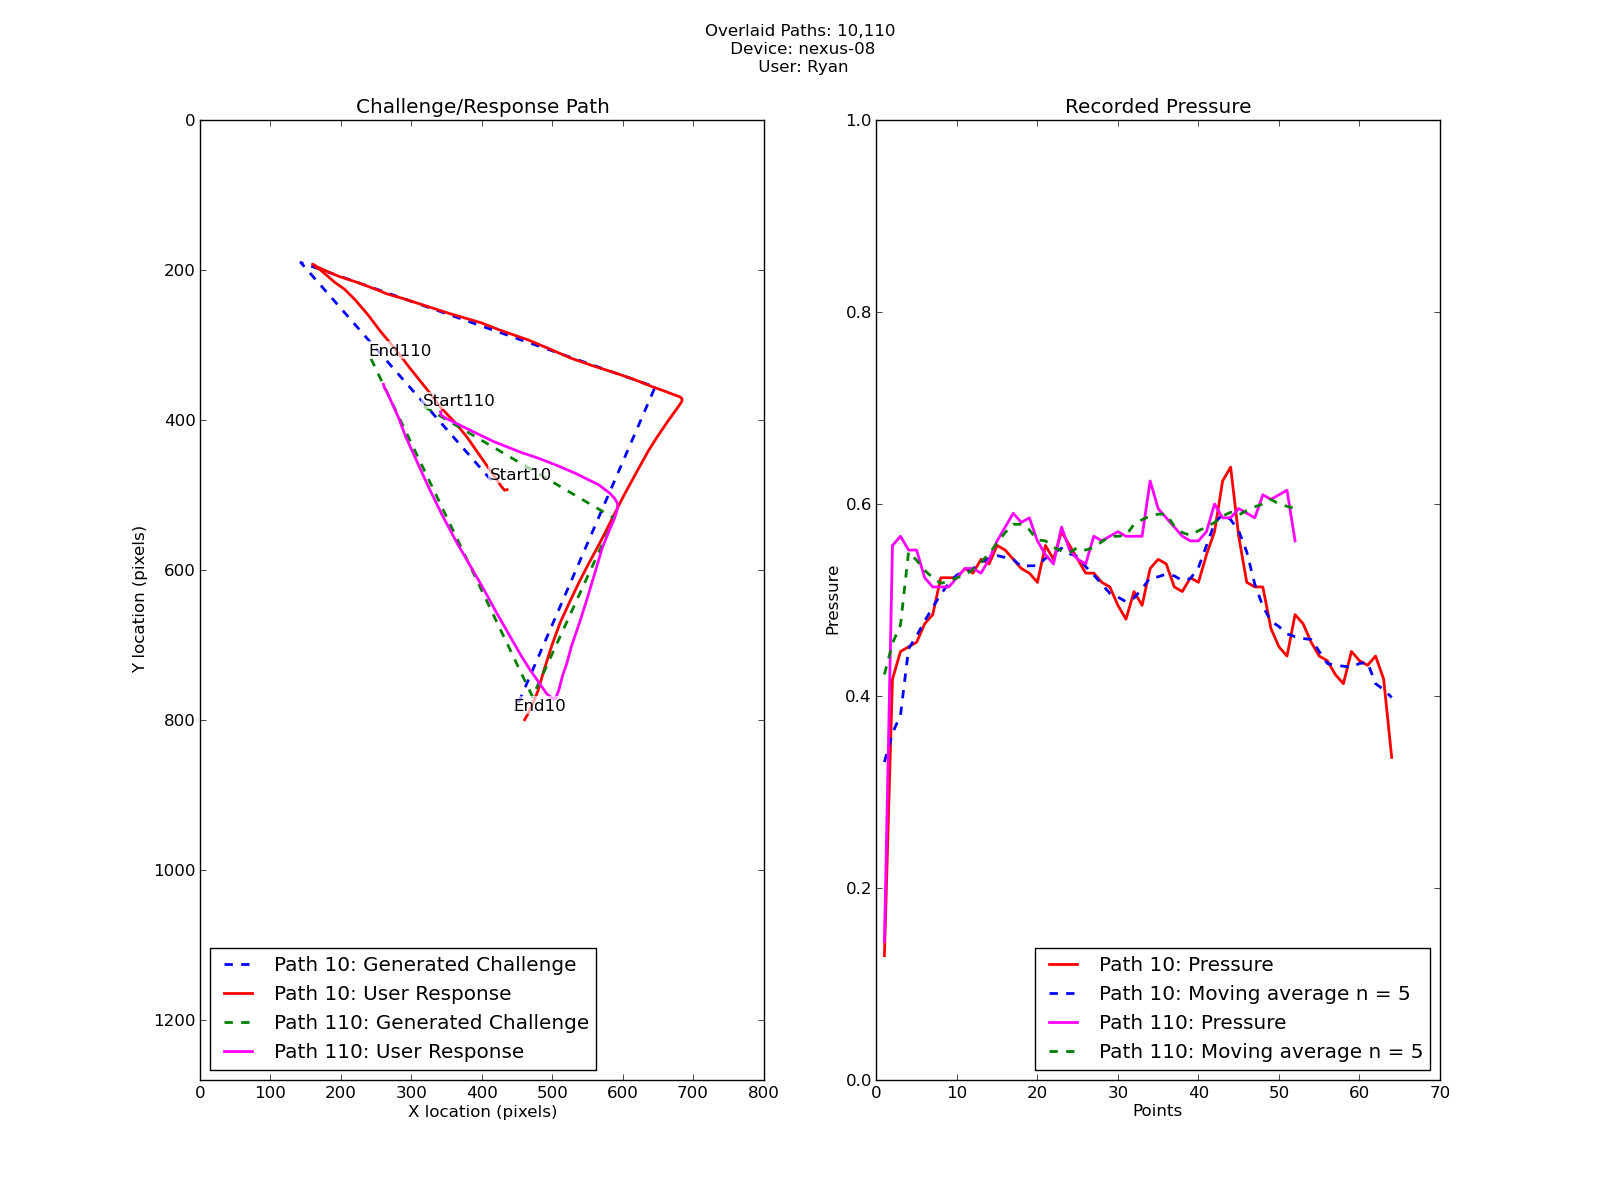 Overlaid Paths: 10,110
Device: nexus-08
User: Ryan
Challenge/Response Path
0
200
400
600
800
1000
1200
Y location (pixels)
End110
Start110
Start10
End10
Path 10: Generated Challenge
Path 10: User Response
Path 110: Generated Challenge
Path 110: User Response
0 100 200 300 400 500 600 700 800
X location (pixels)
Recorded Pressure
1.0
0.8
0.6
0.4
0.2
0.0
Pressure
Path 10: Pressure
Path 10: Moving average n = 5
Path 110: Pressure
Path 110: Moving average n = 5
0 10 20 30 40 50 60 70
Points